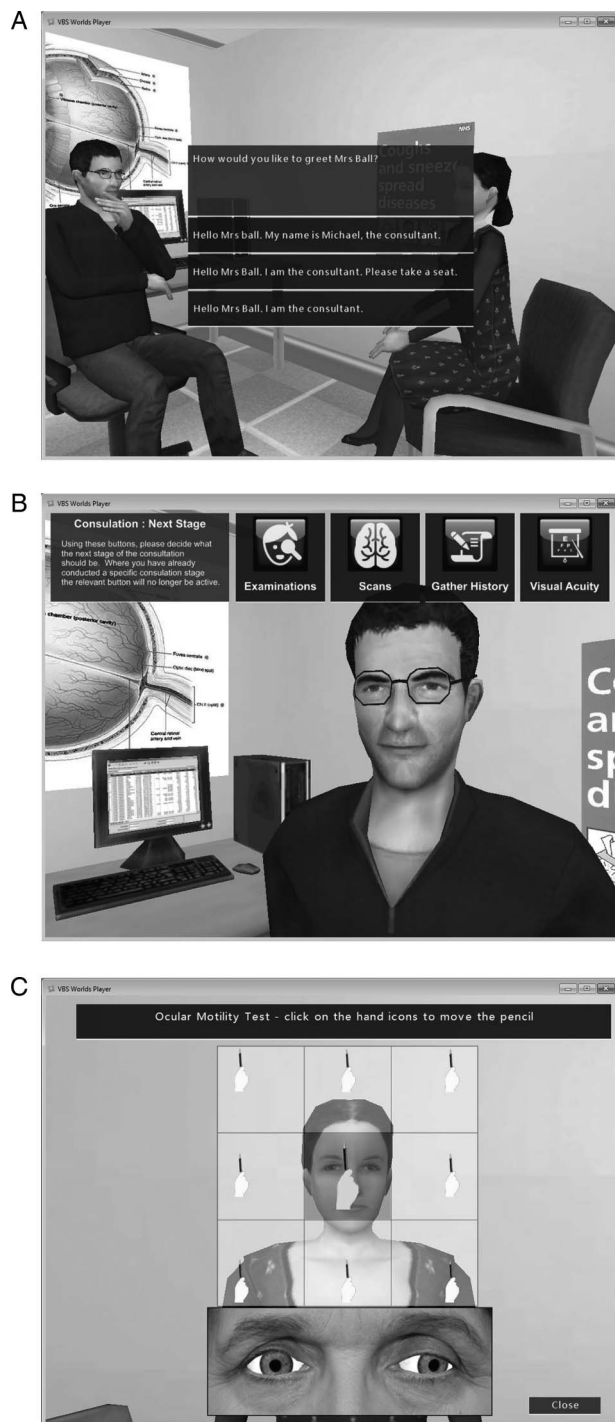 A
VBS Worlds Player
How would you like to greet Mrs Ball?
NHS
Coughs
and sneezes
spread
diseases
Hello Mrs ball. My name is Michael, the consultant.
Hello Mrs Ball. I am the consultant. Please take a seat.
Hello Mrs Ball. I am the consultant.
B
VBS Worlds Player
Consulation : Next Stage
Using these buttons, please decide what
the next stage of the consultation
should be. Where you have already
conducted a specific consulation stage
the relevant button will no longer be active.
Examinations
Scans
Gather History
Visual Acuity
chamber (posterior cavity)
Fovea centralis
Optic disc (blind spot)
Central retinal
artery and vein
Co
an
sp
d
C
VBS Worlds Player
Ocular Motility Test - click on the hand icons to move the pencil
Close